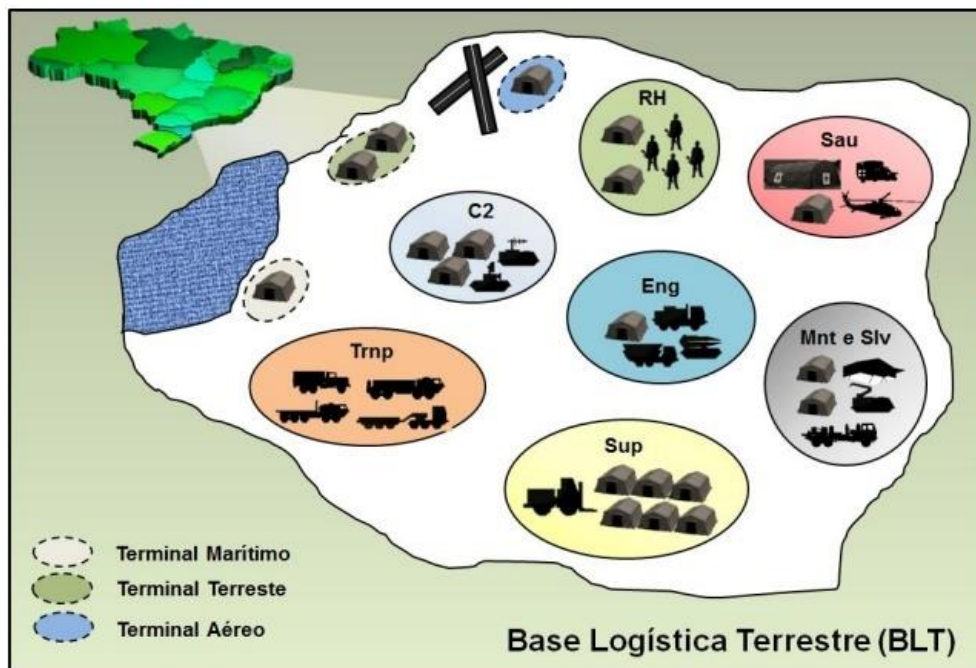 RH
Sau
C2
Eng
Mnt e Slv
Trnp
Sup
Terminal Marítimo
Terminal Terreste
Terminal Aéreo
Base Logística Terrestre (BLT)